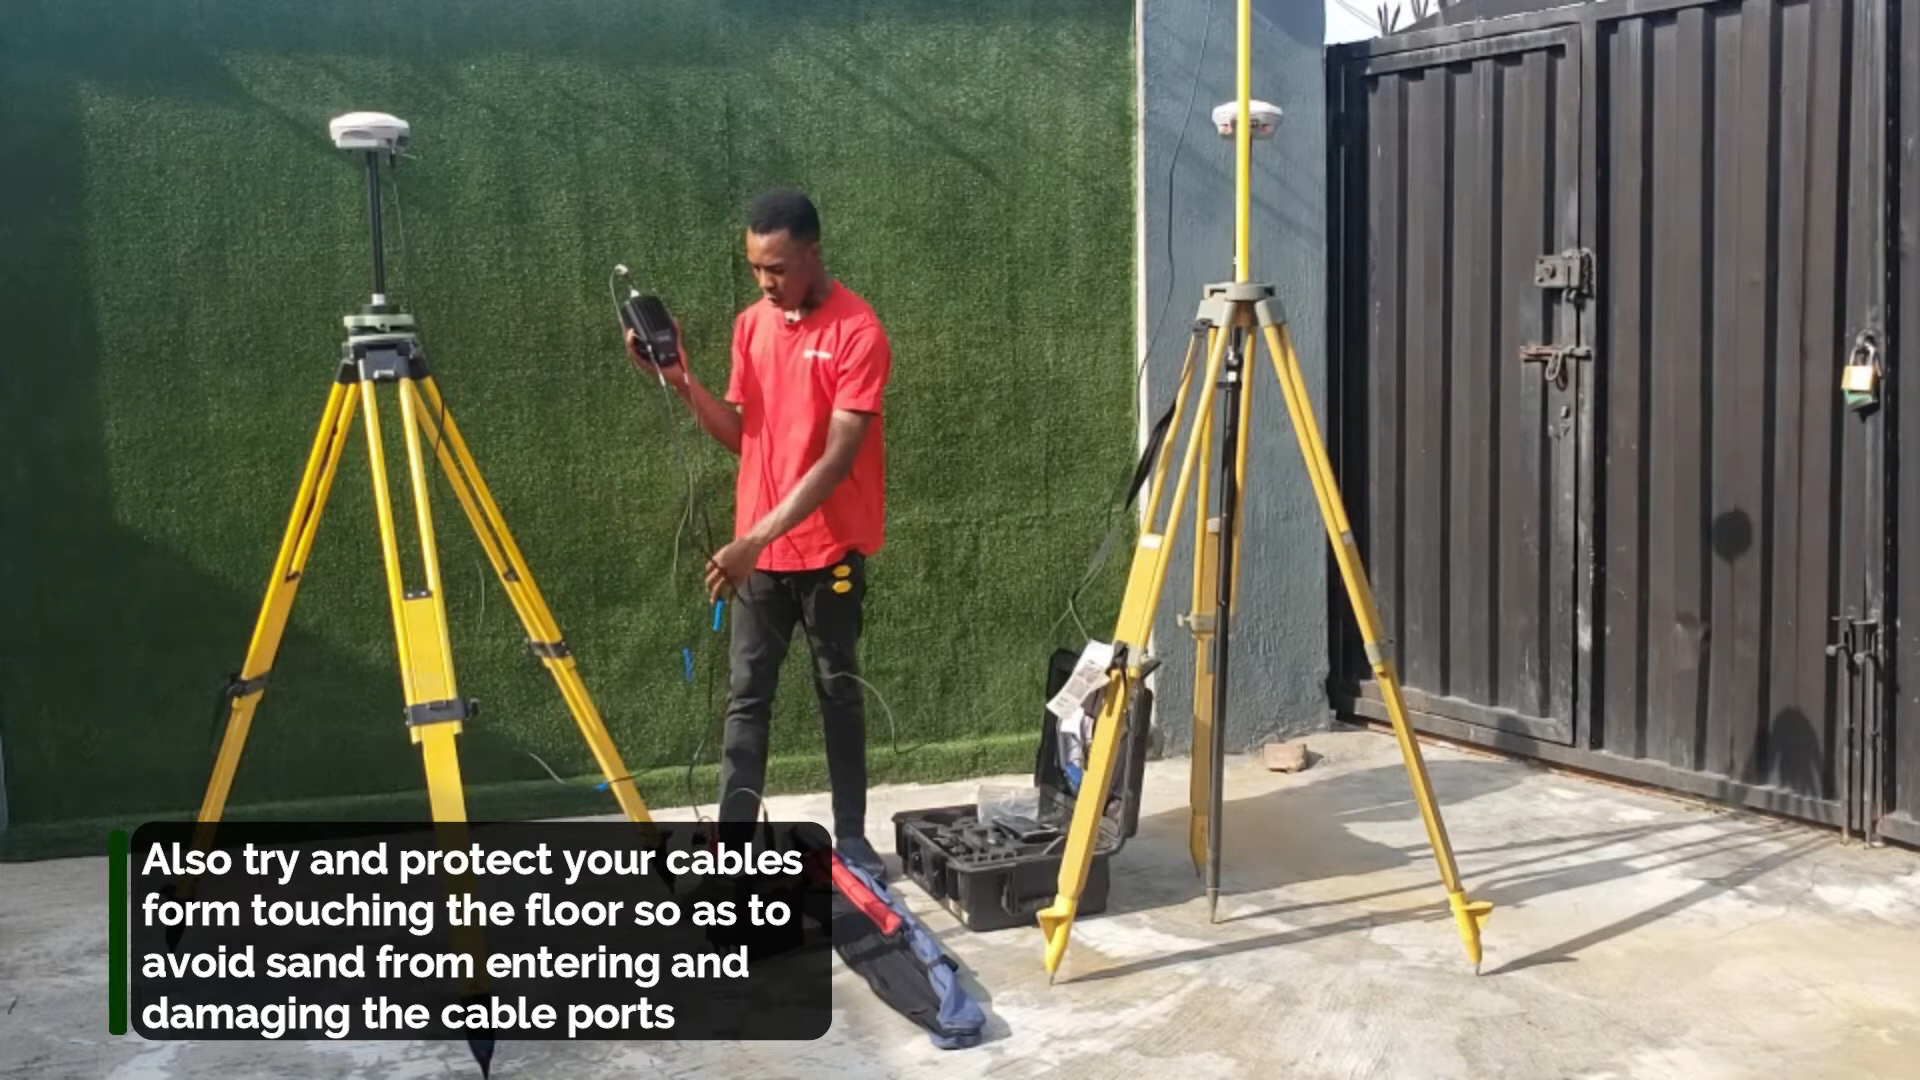 Also try and protect your cables
form touching the floor so as to
avoid sand from entering and
damaging the cable ports